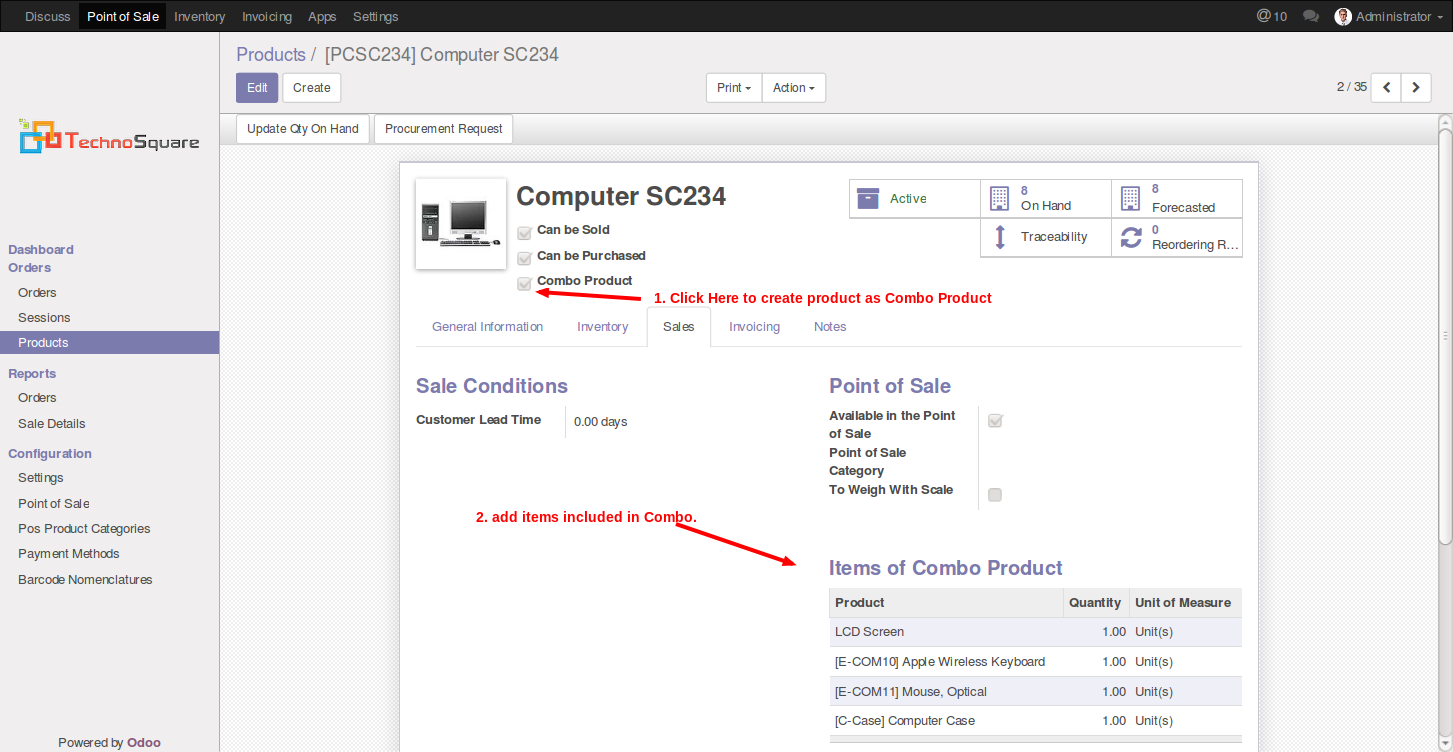 Discuss Point of Sale Inventory Invoicing Apps Settings @10 Administrator
Products / [PCSC234] Computer SC234
Edit Create Print Action 2 / 35
Update Qty On Hand Procurement Request
TechnoSquare
Dashboard
Orders
Orders
Sessions
Products
Reports
Orders
Sale Details
Configuration
Settings
Point of Sale
Pos Product Categories
Payment Methods
Barcode Nomenclatures
Powered by Odoo
Computer SC234
Can be Sold
Can be Purchased
Combo Product
Active
8
On Hand
8
Forecasted
Traceability
0
Reordering R...
1. Click Here to create product as Combo Product
General Information Inventory Sales Invoicing Notes
Sale Conditions
Customer Lead Time 0.00 days
Point of Sale
Available in the Point
of Sale
Point of Sale
Category
To Weigh With Scale
2. add items included in Combo.
Items of Combo Product
Product Quantity Unit of Measure
LCD Screen 1.00 Unit(s)
[E-COM10] Apple Wireless Keyboard 1.00 Unit(s)
[E-COM11] Mouse, Optical 1.00 Unit(s)
[C-Case] Computer Case 1.00 Unit(s)